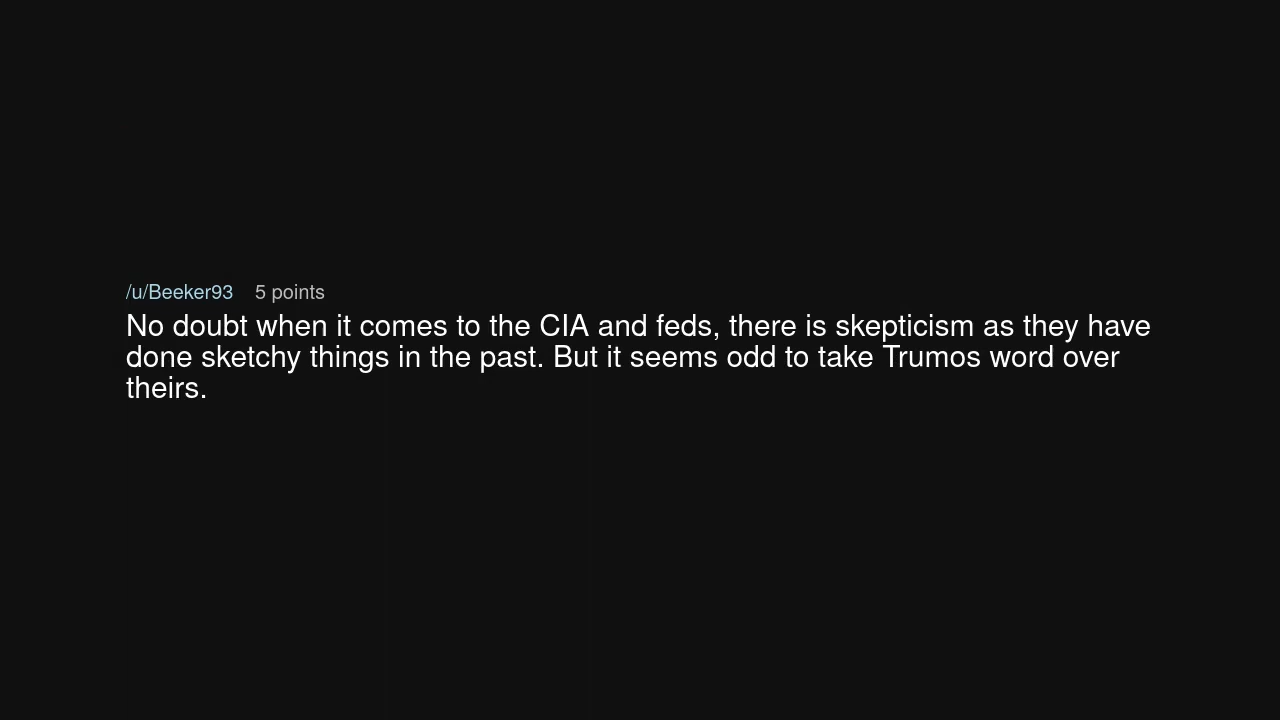 /u/Beeker93 5 points
No doubt when it comes to the CIA and feds, there is skepticism as they have
done sketchy things in the past. But it seems odd to take Trumos word over
theirs.